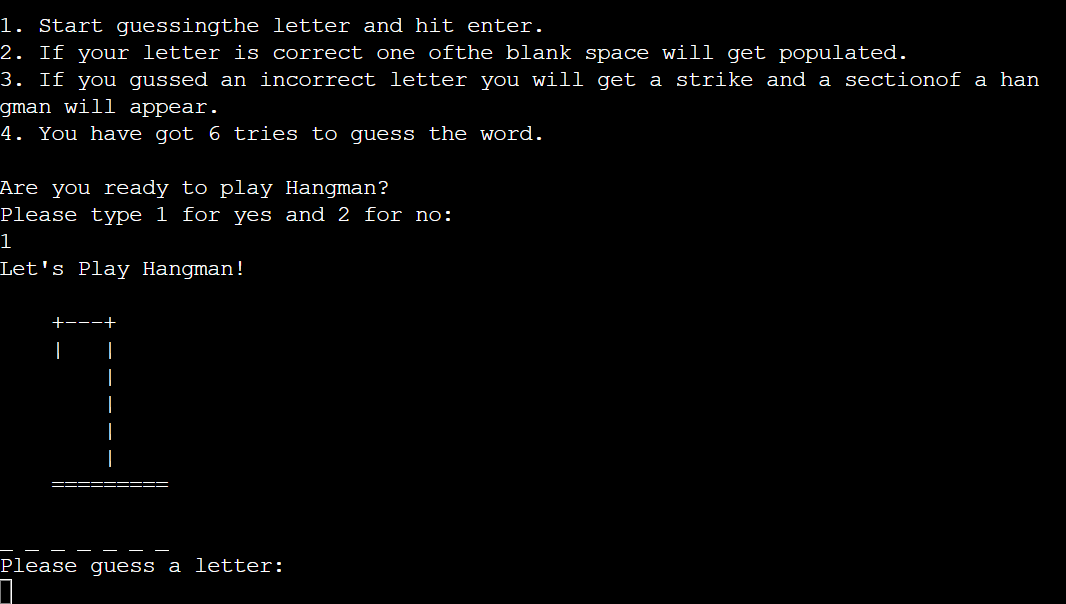 1. Start guessingthe letter and hit enter.
2. If your letter is correct one ofthe blank space will get populated.
3. If you gussed an incorrect letter you will get a strike and a sectionof a han
gman will appear.
4. You have got 6 tries to guess the word.
Are you ready to play Hangman?
Please type 1 for yes and 2 for no:
1
Let's Play Hangman!
    +---+
    |   |
        |
        |
        |
        |
    =========
_ _ _ _ _ _ _
Please guess a letter: